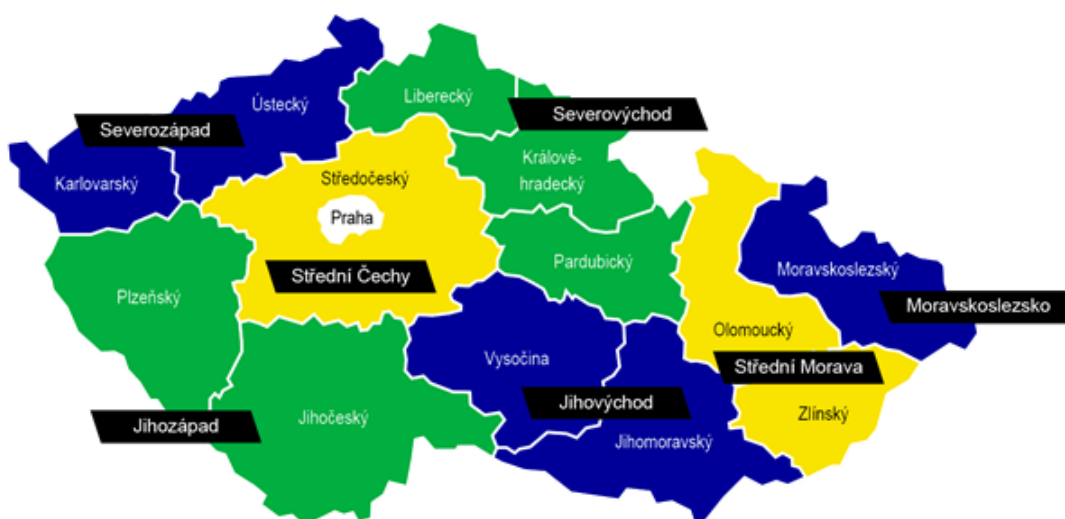 Ústecký
Liberecký
Severozápad
Severovýchod
Karlovarský
Středočeský
Králové-
hradecký
Praha
Plzeňský
Střední Čechy
Pardubický
Moravskoslezský
Moravskoslezsko
Olomoucký
Vysočina
Střední Morava
Jihovýchod
Jihozápad
Jihočeský
Zlínský
Jihomoravský